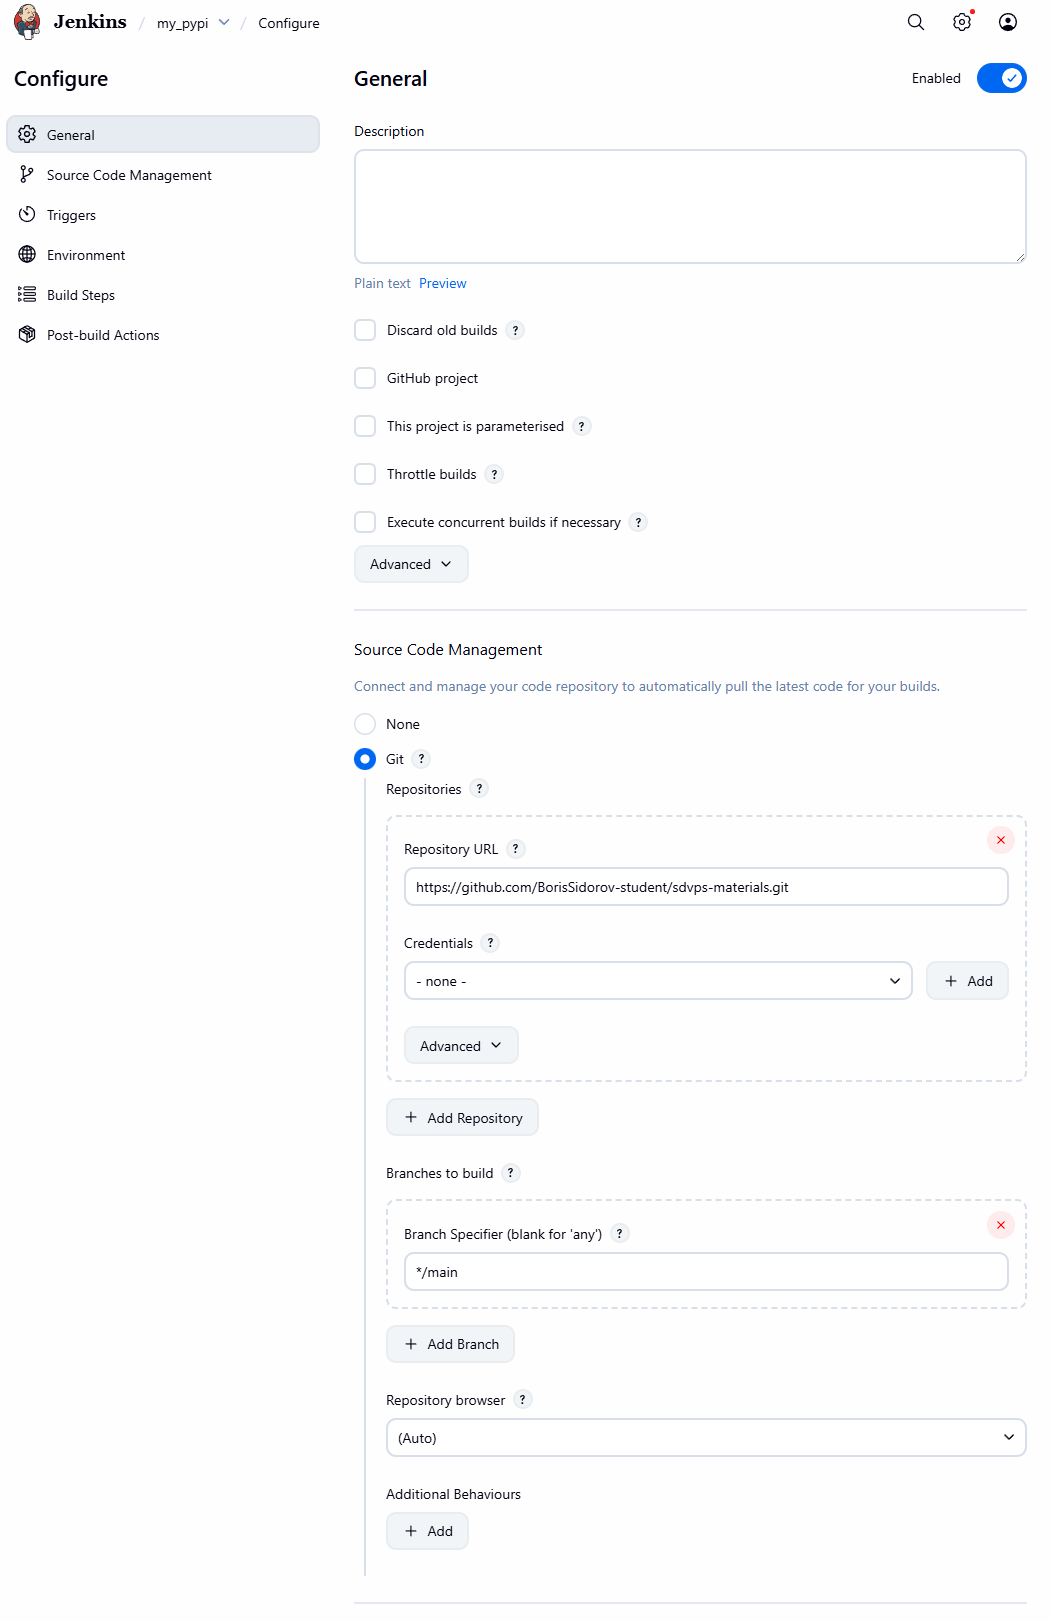 Jenkins / my_pypi / Configure
Configure
General
Source Code Management
Triggers
Environment
Build Steps
Post-build Actions
General
Enabled
Description
Plain text Preview
Discard old builds ?
GitHub project
This project is parameterised ?
Throttle builds ?
Execute concurrent builds if necessary ?
Advanced
Source Code Management
Connect and manage your code repository to automatically pull the latest code for your builds.
None
Git ?
Repositories ?
Repository URL ?
https://github.com/BorisSidorov-student/sdvps-materials.git
Credentials ?
- none -
+ Add
Advanced
+ Add Repository
Branches to build ?
Branch Specifier (blank for 'any') ?
*/main
+ Add Branch
Repository browser ?
(Auto)
Additional Behaviours
+ Add